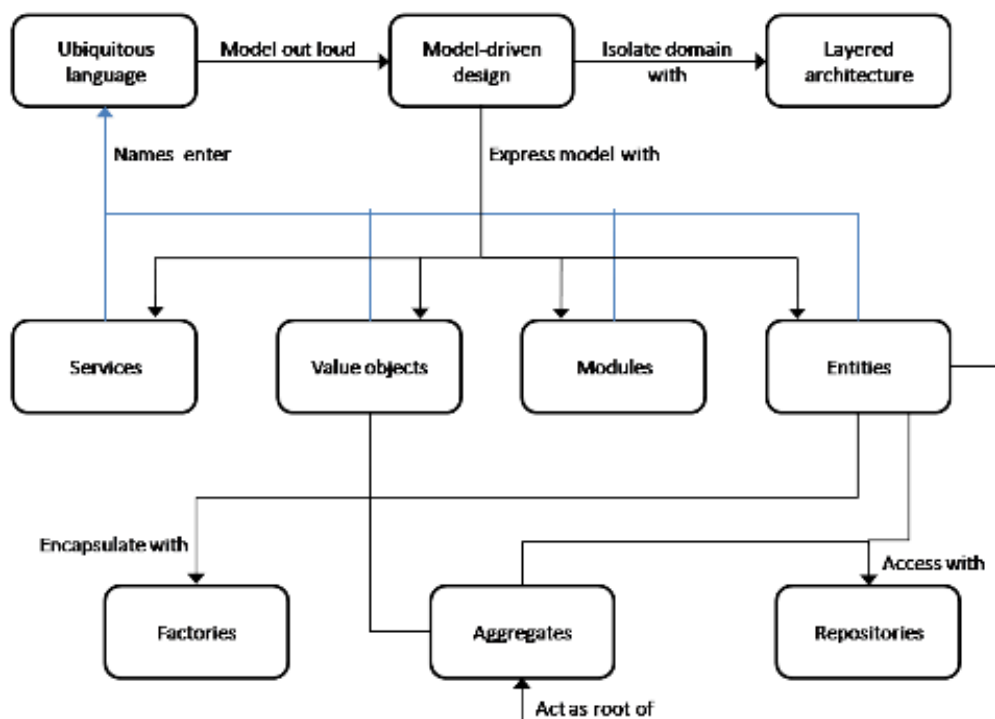 Ubiquitous
language
Model out loud
Model-driven
design
Isolate domain
with
Layered
architecture
Names enter
Express model with
Services
Value objects
Modules
Entities
Encapsulate with
Access with
Factories
Aggregates
Repositories
Act as root of